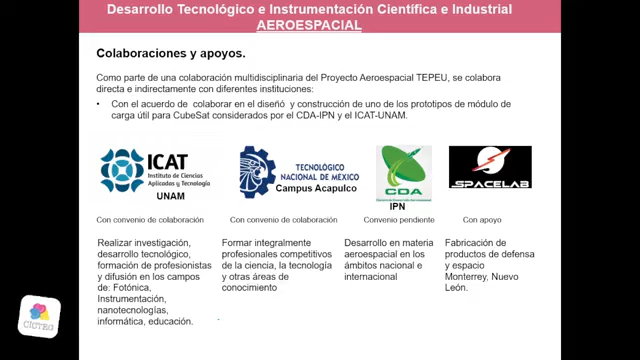 Desarrollo Tecnológico e Instrumentación Científica e Industrial
AEROESPACIAL
Colaboraciones y apoyos.
Como parte de una colaboración multidisciplinaria del Proyecto Aeroespacial TEPEU, se colabora
directa e indirectamente con diferentes instituciones:
• Con el acuerdo de colaborar en el diseñó y construcción de uno de los prototipos de módulo de
carga útil para CubeSat considerados por el CDA-IPN y el ICAT-UNAM.
ICAT
Instituto de Ciencias
Aplicadas y Tecnología
UNAM
TECNOLÓGICO
NACIONAL DE MÉXICO
Campus Acapulco
CDA
IPN
SPACELAB
Con convenio de colaboración
Con convenio de colaboración
Convenio pendiente
Con apoyo
Realizar investigación,
desarrollo tecnológico,
formación de profesionistas
y difusión en los campos
de: Fotónica,
Instrumentación,
nanotecnologías,
informática, educación.
Formar integralmente
profesionales competitivos
de la ciencia, la tecnología
y otras áreas de
conocimiento
Desarrollo en materia
aeroespacial en los
ámbitos nacional e
internacional
Fabricación de
productos de defensa
y espacio
Monterrey, Nuevo
León.
CICTEG